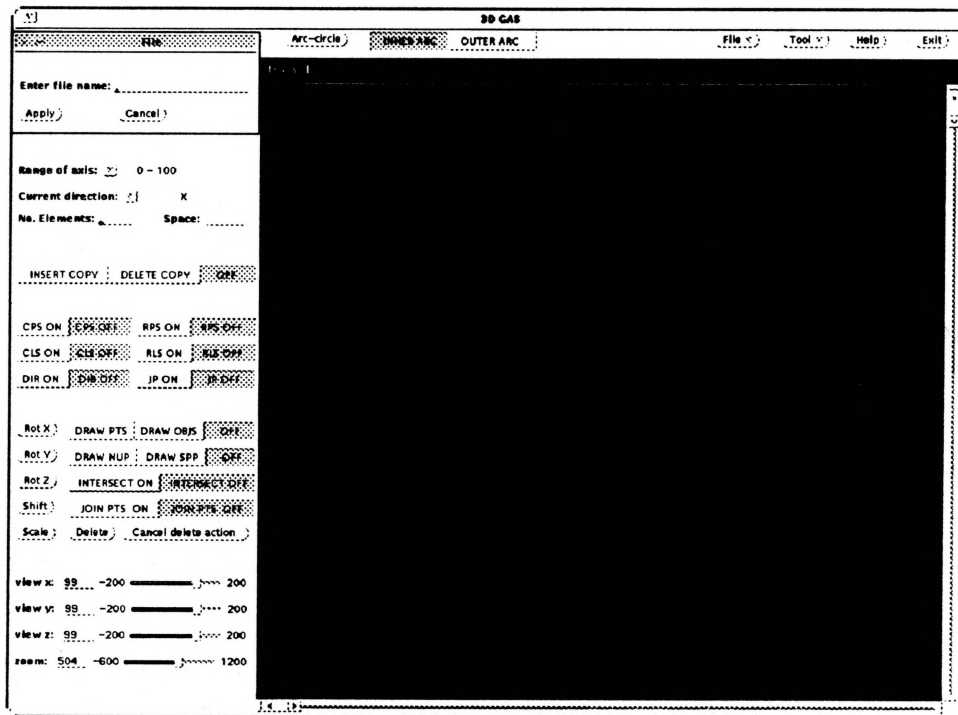 3D GAS
File
Arc-circle INNER ARC OUTER ARC File Tool Help Exit
Enter file name:
Apply Cancel
Range of axis: 0 - 100
Current direction: X
No. Elements: Space:
INSERT COPY DELETE COPY OFF
CPS ON CPS OFF RPS ON RPS OFF
CLS ON CLS OFF RLS ON RLS OFF
DIR ON DIR OFF JP ON JP OFF
Rot X DRAW PTS DRAW OBJS OFF
Rot Y DRAW NUP DRAW SPP OFF
Rot Z INTERSECT ON INTERSECT OFF
Shift JOIN PTS ON JOIN PTS OFF
Scale Delete Cancel delete action
view x: 99 -200 200
view y: 99 -200 200
view z: 99 -200 200
zoom: 504 -600 1200